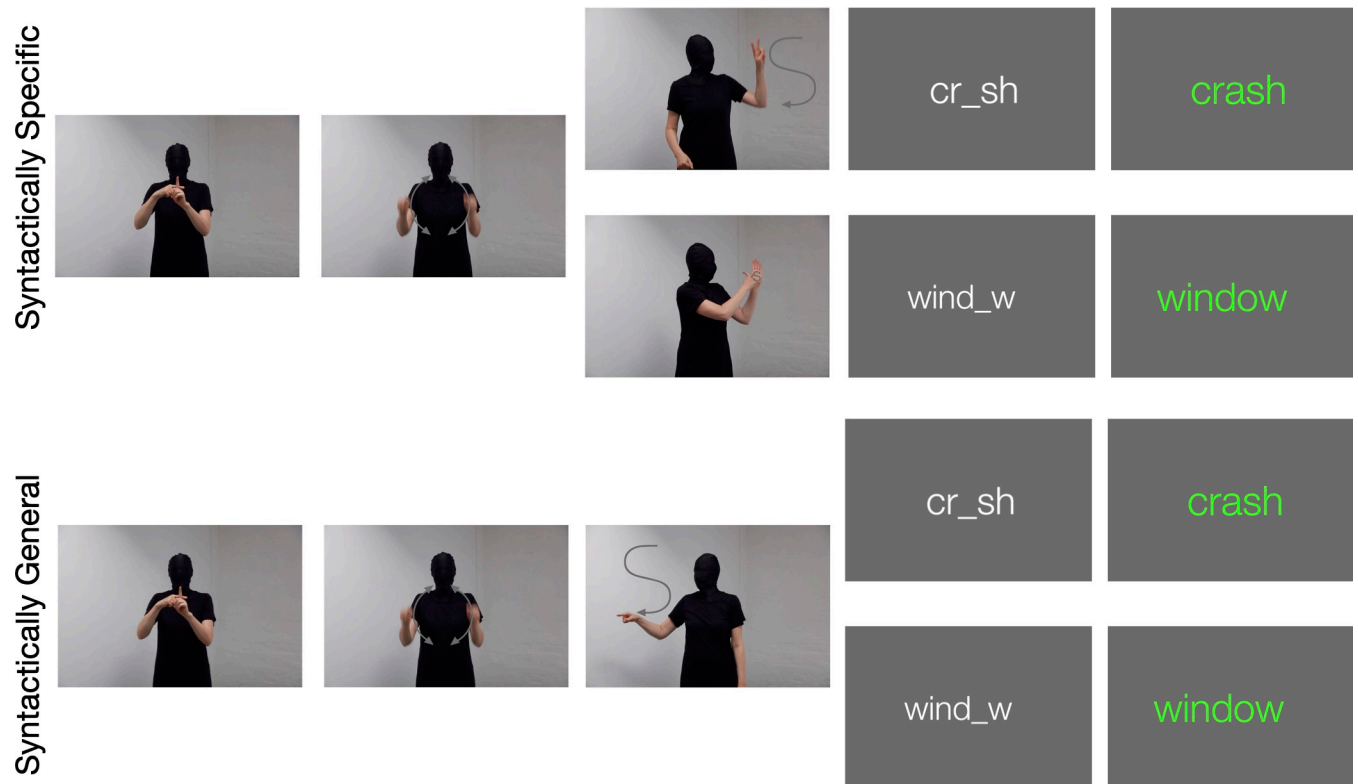 Syntactically Specific
cr_sh
crash
wind_w
window
Syntactically General
cr_sh
crash
wind_w
window